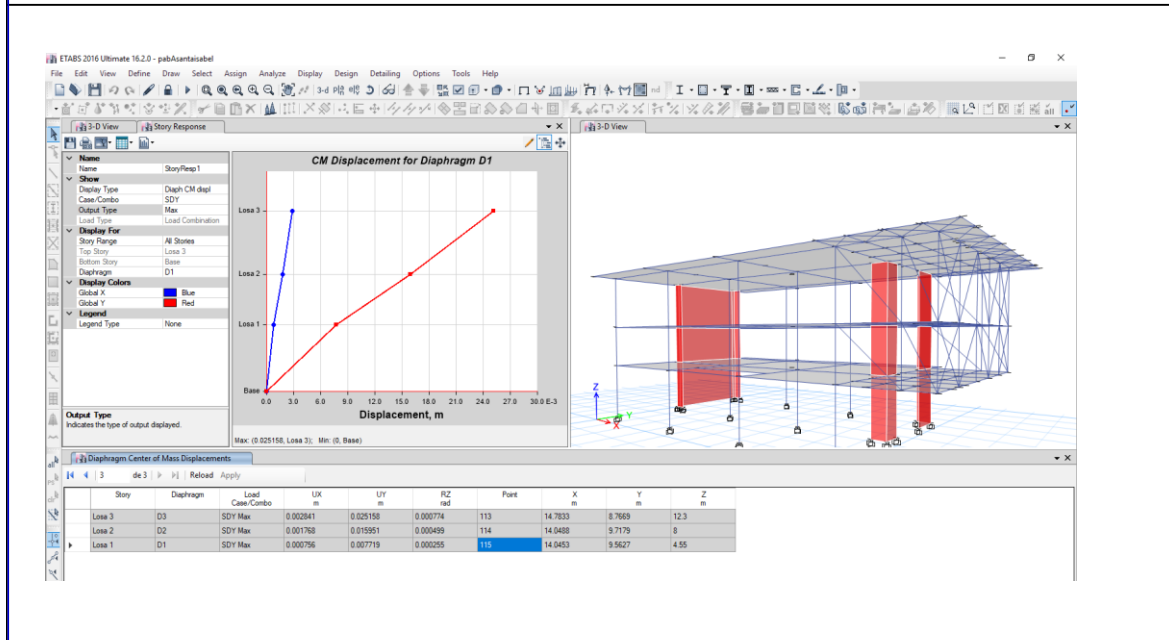 ETABS 2016 Ultimate 16.2.0 - pabAsantaisabel
File Edit View Define Draw Select Assign Analyze Display Design Detailing Options Tools Help
3-d
nd
3-D View Story Response
3-D View
Name
Name StoryResp1
Show
Display Type Diaph CM displ
Case/Combo SDY
Output Type Max
Load Type Load Combination
Display For
Story Range All Stories
Top Story Losa 3
Bottom Story Base
Diaphragm D1
Display Colors
Global X Blue
Global Y Red
Legend
Legend Type None
Output Type
Indicates the type of output displayed.
CM Displacement for Diaphragm D1
Losa 3
Losa 2
Losa 1
Base
0.0 3.0 6.0 9.0 12.0 15.0 18.0 21.0 24.0 27.0 30.0 E-3
Displacement, m
Max: (0.025158, Losa 3); Min: (0, Base)
Z
Y
X
Diaphragm Center of Mass Displacements
3 de 3 Reload Apply
Story Diaphragm Load Case/Combo UX m UY m RZ rad Point X m Y m Z m
Losa 3 D3 SDY Max 0.002841 0.025158 0.000774 113 14.7833 8.7669 12.3
Losa 2 D2 SDY Max 0.001768 0.015951 0.000499 114 14.0488 9.7179 8
Losa 1 D1 SDY Max 0.000756 0.007719 0.000255 115 14.0453 9.5627 4.55